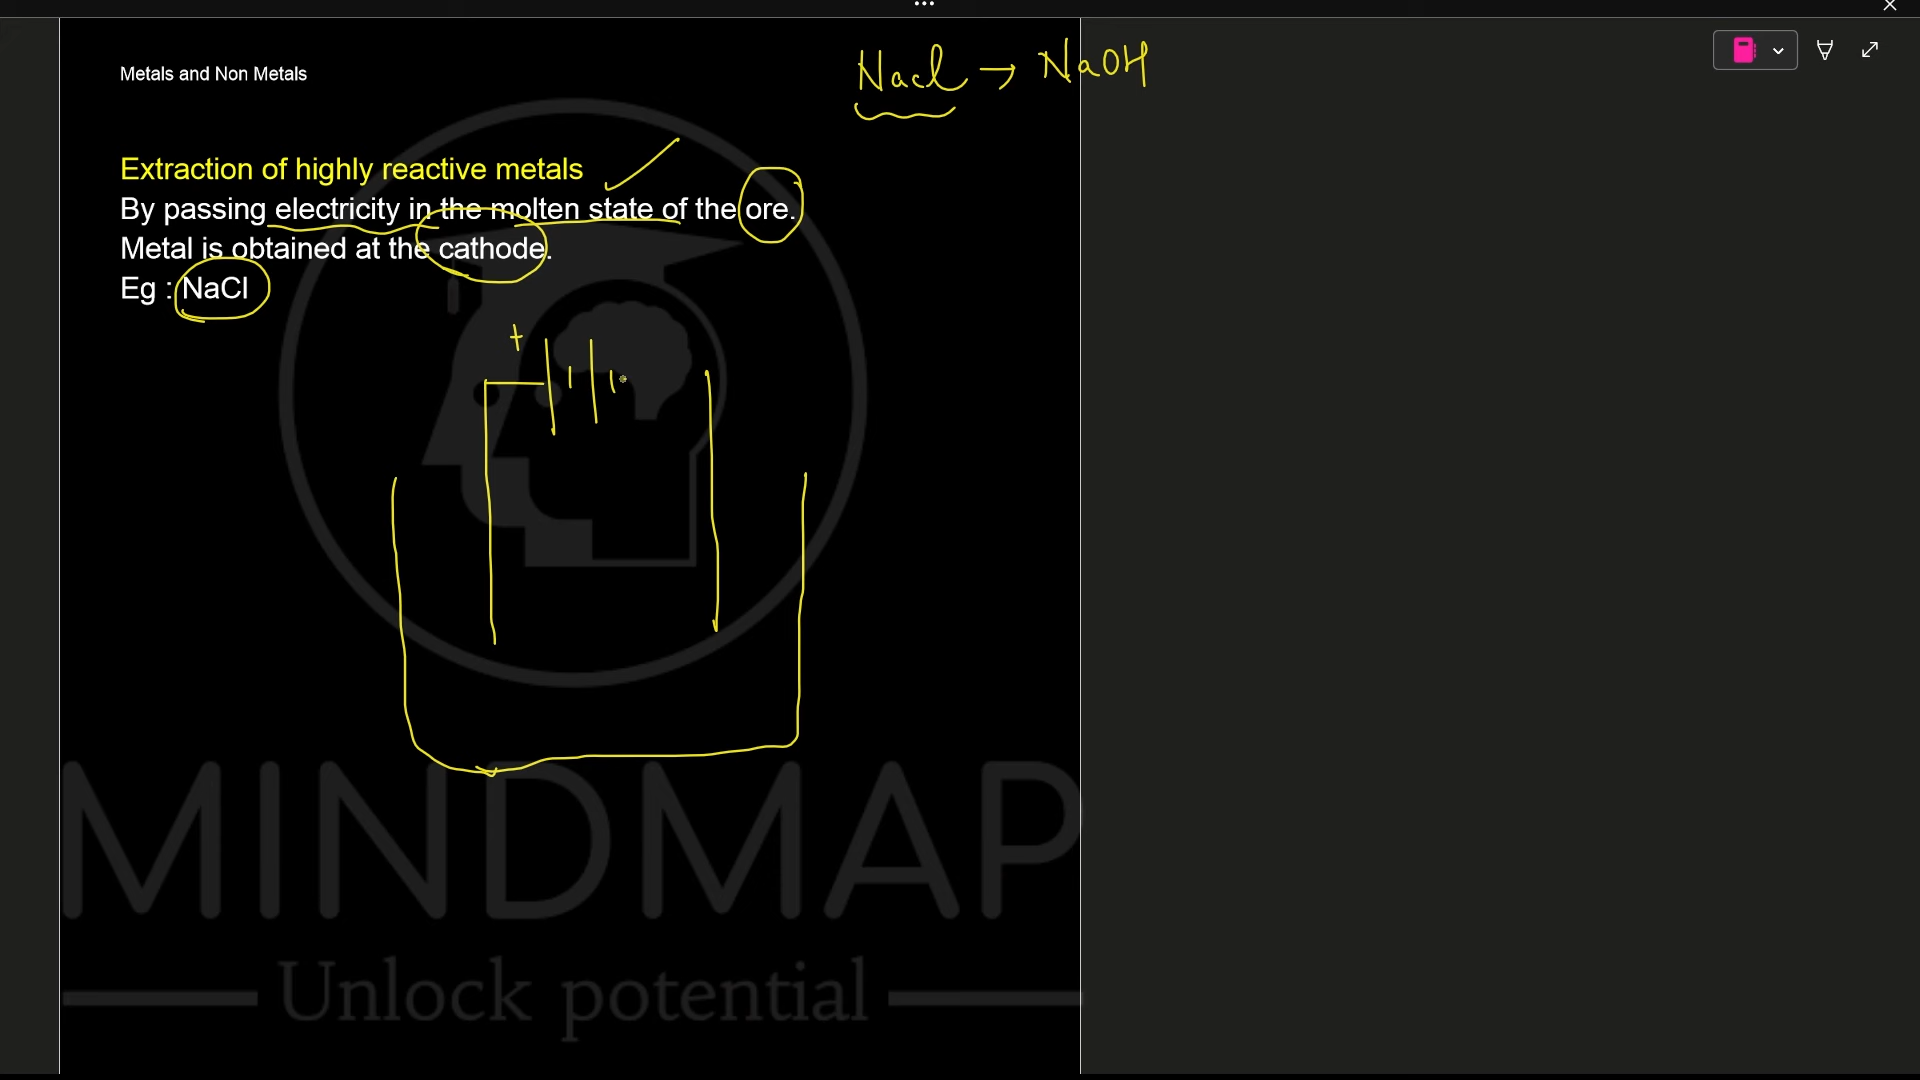 Nacl → NaOH
Metals and Non Metals
Extraction of highly reactive metals
By passing electricity in the molten state of the ore.
Metal is obtained at the cathode.
Eg : NaCl
+
MINDMAP
Unlock potential